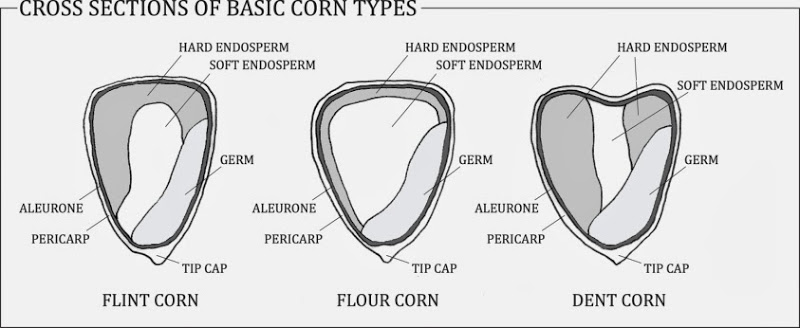 CROSS SECTIONS OF BASIC CORN TYPES
HARD ENDOSPERM
SOFT ENDOSPERM
GERM
ALEURONE
PERICARP
TIP CAP
FLINT CORN
HARD ENDOSPERM
SOFT ENDOSPERM
GERM
ALEURONE
PERICARP
TIP CAP
FLOUR CORN
HARD ENDOSPERM
SOFT ENDOSPERM
GERM
ALEURONE
PERICARP
TIP CAP
DENT CORN